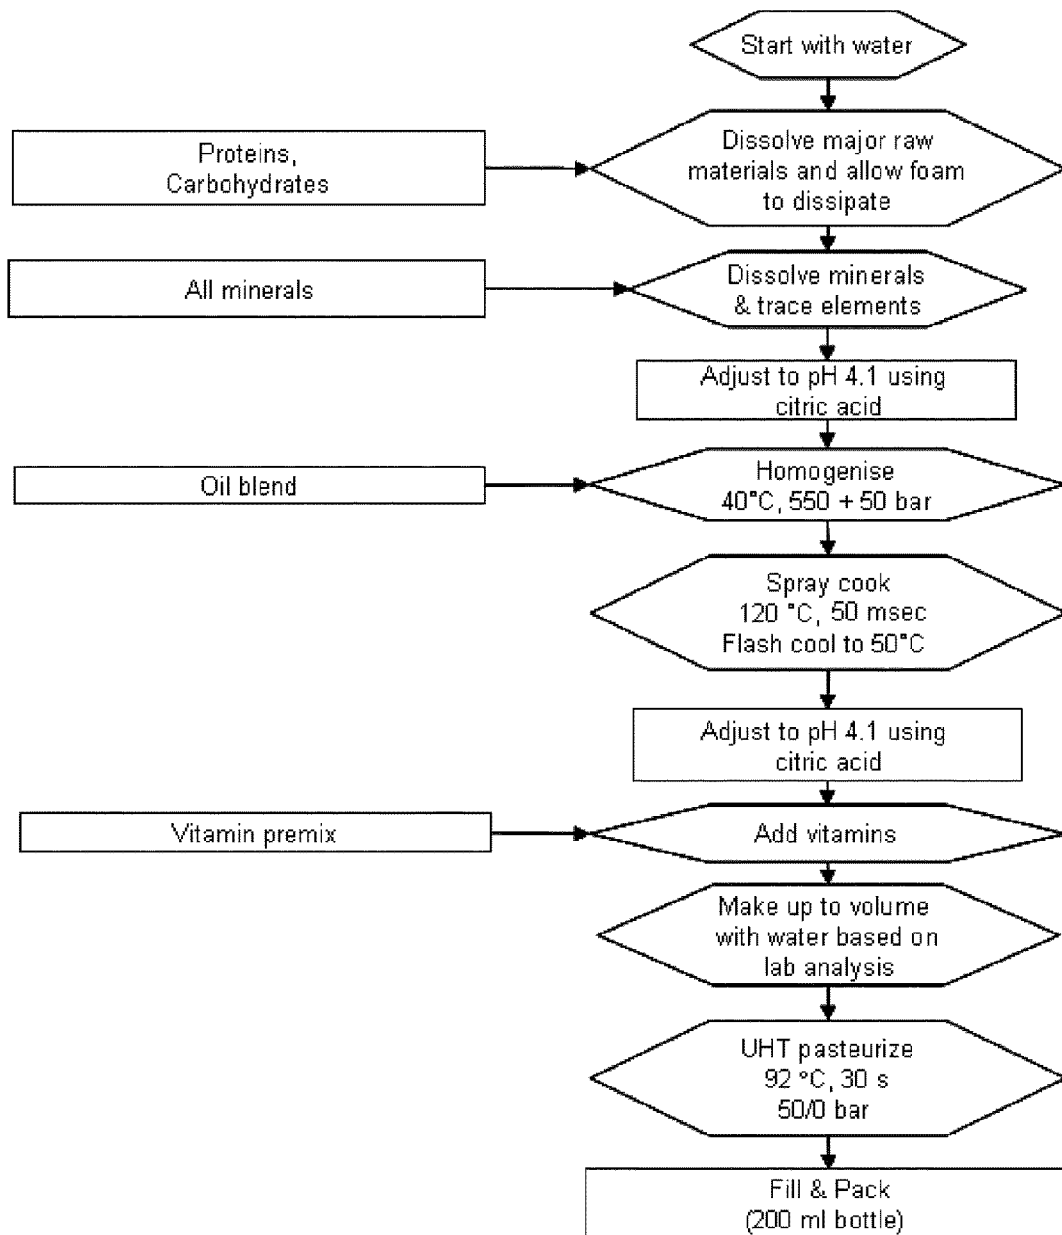 Start with water
Proteins,
Carbohydrates
Dissolve major raw
materials and allow foam
to dissipate
All minerals
Dissolve minerals
& trace elements
Adjust to pH 4.1 using
citric acid
Oil blend
Homogenise
40°C, 550 + 50 bar
Spray cook
120 °C, 50 msec
Flash cool to 50°C
Adjust to pH 4.1 using
citric acid
Vitamin premix
Add vitamins
Make up to volume
with water based on
lab analysis
UHT pasteurize
92 °C, 30 s
50/0 bar
Fill & Pack
(200 ml bottle)